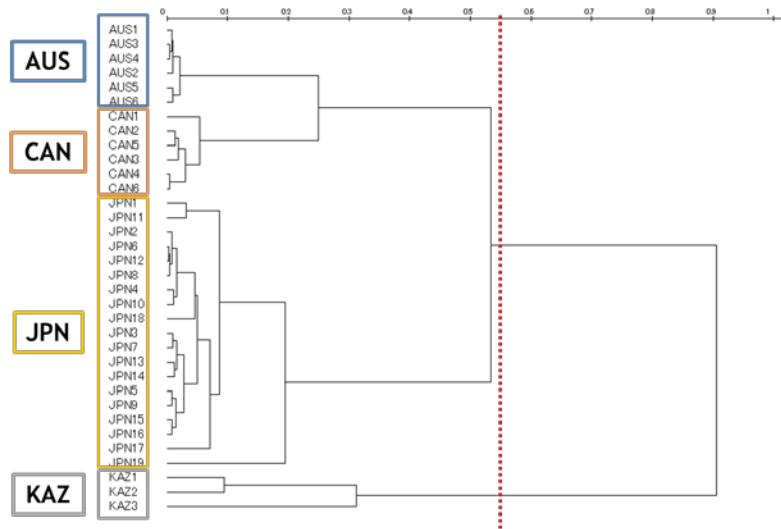 0 0.1 0.2 0.3 0.4 0.5 0.6 0.7 0.8 0.9 1
AUS
AUS1
AUS3
AUS4
AUS2
AUS5
AUS6
CAN
CAN1
CAN2
CAN5
CAN3
CAN4
CAN6
JPN
JPN1
JPN11
JPN2
JPN6
JPN12
JPN8
JPN4
JPN10
JPN18
JPN3
JPN7
JPN13
JPN14
JPN5
JPN9
JPN15
JPN16
JPN17
JPN19
KAZ
KAZ1
KAZ2
KAZ3